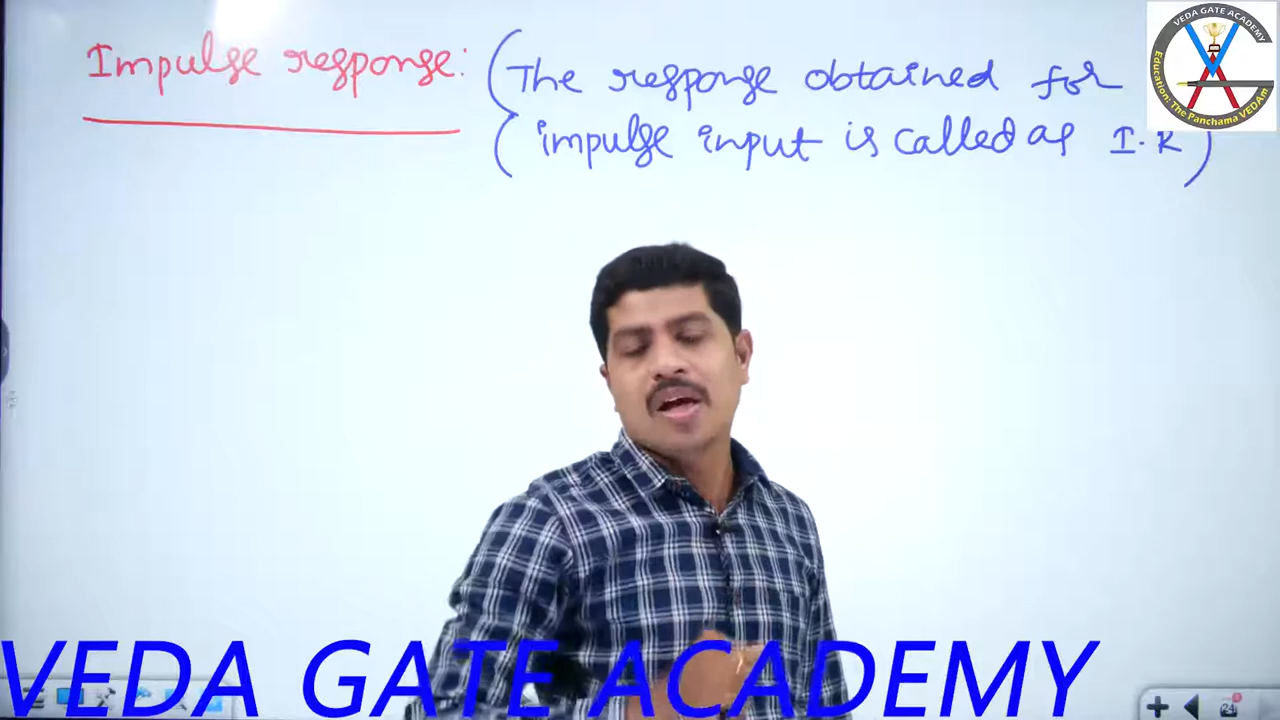 Impulse response: (The response obtained for
(impulse input is called as I.R)
VEDA GATE ACADEMY
Education: The Panchama VEDAm
VEDA GATE ACADEMY
24